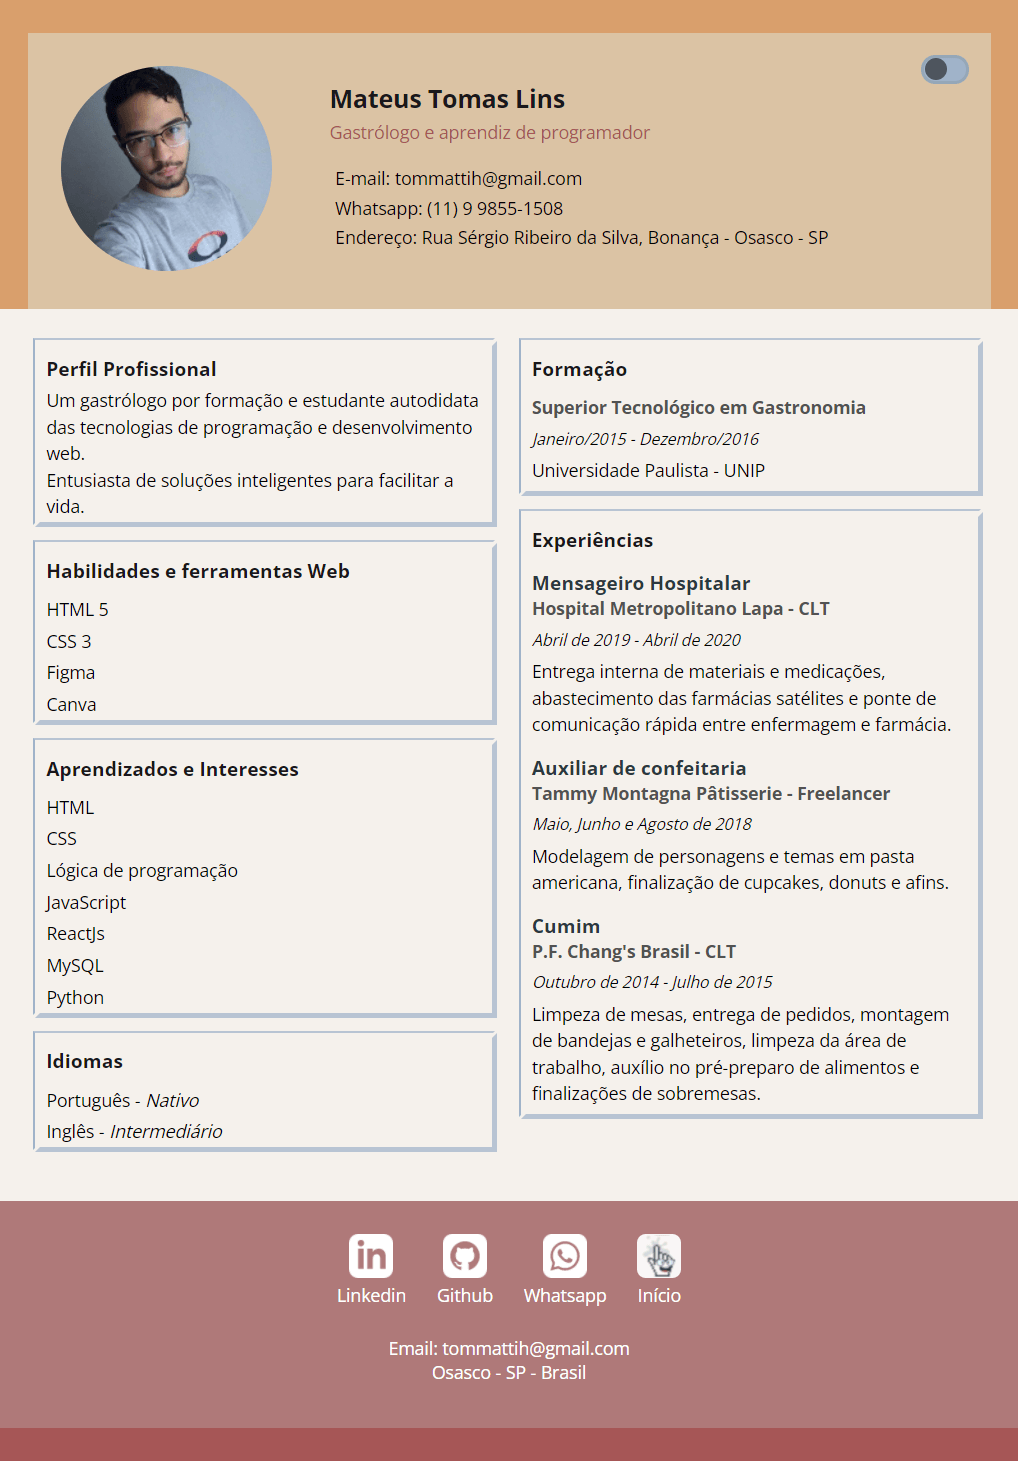 Mateus Tomas Lins
Gastrólogo e aprendiz de programador
E-mail: tommattih@gmail.com
Whatsapp: (11) 9 9855-1508
Endereço: Rua Sérgio Ribeiro da Silva, Bonança - Osasco - SP
Perfil Profissional
Um gastrólogo por formação e estudante autodidata
das tecnologias de programação e desenvolvimento
web.
Entusiasta de soluções inteligentes para facilitar a
vida.
Habilidades e ferramentas Web
HTML 5
CSS 3
Figma
Canva
Aprendizados e Interesses
HTML
CSS
Lógica de programação
JavaScript
ReactJs
MySQL
Python
Idiomas
Português - Nativo
Inglês - Intermediário
Formação
Superior Tecnológico em Gastronomia
Janeiro/2015 - Dezembro/2016
Universidade Paulista - UNIP
Experiências
Mensageiro Hospitalar
Hospital Metropolitano Lapa - CLT
Abril de 2019 - Abril de 2020
Entrega interna de materiais e medicações,
abastecimento das farmácias satélites e ponte de
comunicação rápida entre enfermagem e farmácia.
Auxiliar de confeitaria
Tammy Montagna Pâtisserie - Freelancer
Maio, Junho e Agosto de 2018
Modelagem de personagens e temas em pasta
americana, finalização de cupcakes, donuts e afins.
Cumim
P.F. Chang's Brasil - CLT
Outubro de 2014 - Julho de 2015
Limpeza de mesas, entrega de pedidos, montagem
de bandejas e galheteiros, limpeza da área de
trabalho, auxílio no pré-preparo de alimentos e
finalizações de sobremesas.
in
Linkedin Github Whatsapp Início
Email: tommattih@gmail.com
Osasco - SP - Brasil